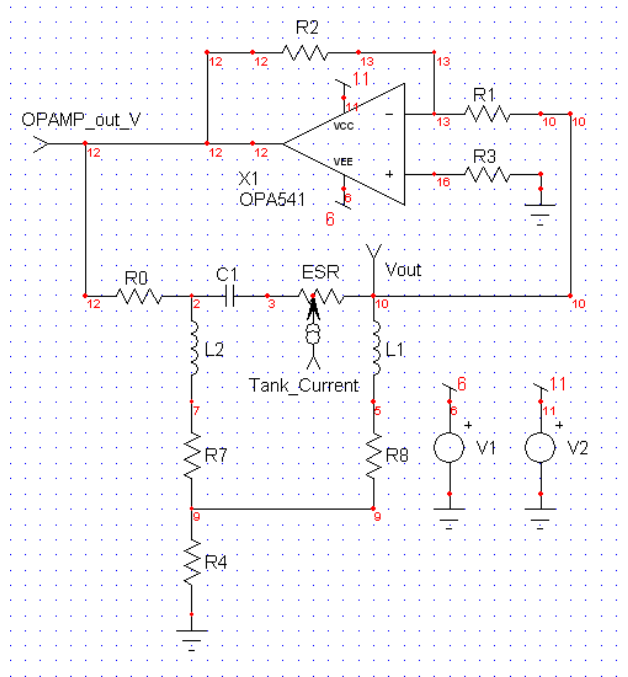 R2
12 12 13 13
11
OPAMP_out_V
11
VCC
−
R1
13 10 10
12 12 12
VEE
+
R3
X1
OPA541
6
16
6
R0
C1
ESR
Vout
12 2 3 10 10
L2
L1
Tank_Current
6
11
7
5
6
11
+
+
R7
R8
V1
V2
9 9
R4